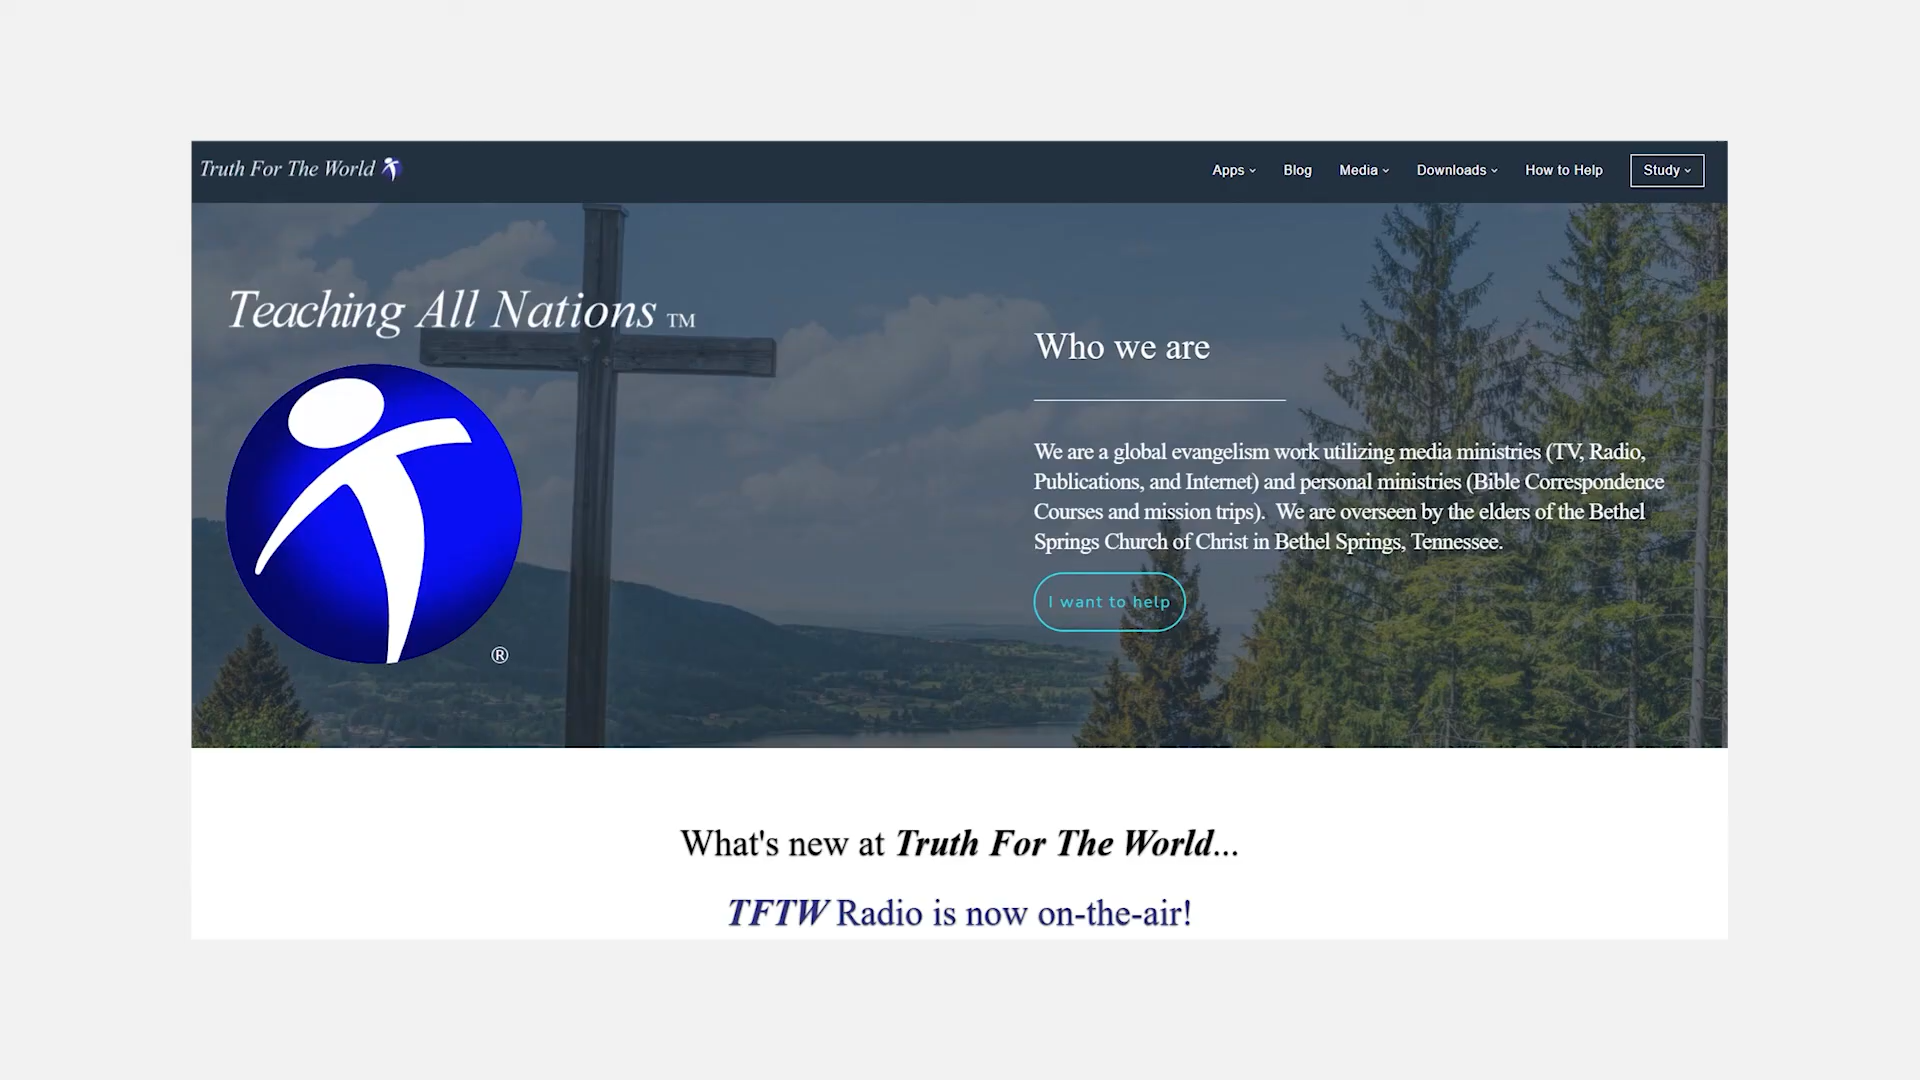 Truth For The World
Apps
Blog
Media
Downloads
How to Help
Study
Teaching All Nations TM
®
Who we are
We are a global evangelism work utilizing media ministries (TV, Radio,
Publications, and Internet) and personal ministries (Bible Correspondence
Courses and mission trips).  We are overseen by the elders of the Bethel
Springs Church of Christ in Bethel Springs, Tennessee.
I want to help
What's new at Truth For The World...
TFTW Radio is now on-the-air!